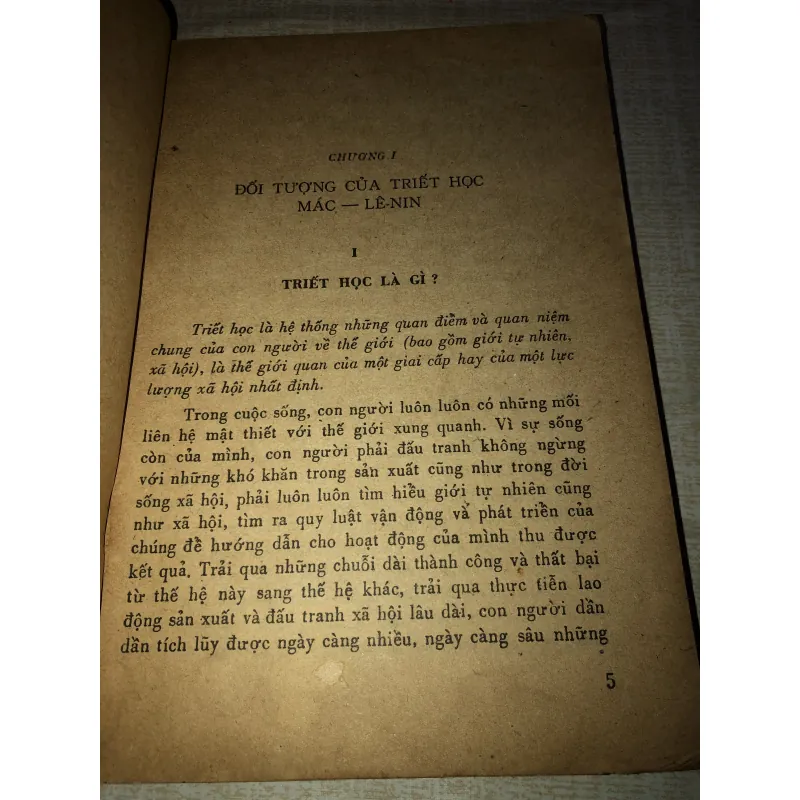 CHƯƠNG I
ĐỐI TƯỢNG CỦA TRIẾT HỌC
MÁC — LÊ-NIN
I
TRIẾT HỌC LÀ GÌ ?
Triết học là hệ thống những quan điểm và quan niệm
chung của con người về thế giới (bao gồm giới tự nhiên,
xã hội), là thế giới quan của một giai cấp hay của một lực
lượng xã hội nhất định.
Trong cuộc sống, con người luôn luôn có những mối
liên hệ mật thiết với thế giới xung quanh. Vì sự sống
còn của mình, con người phải đấu tranh không ngừng
với những khó khăn trong sản xuất cũng như trong đời
sống xã hội, phải luôn luôn tìm hiểu giới tự nhiên cũng
như xã hội, tìm ra quy luật vận động và phát triển của
chúng để hướng dẫn cho hoạt động của mình thu được
kết quả. Trải qua những chuỗi dài thành công và thất bại
từ thế hệ này sang thế hệ khác, trải qua thực tiễn lao
động sản xuất và đấu tranh xã hội lâu dài, con người dần
dần tích lũy được ngày càng nhiều, ngày càng sâu những
5